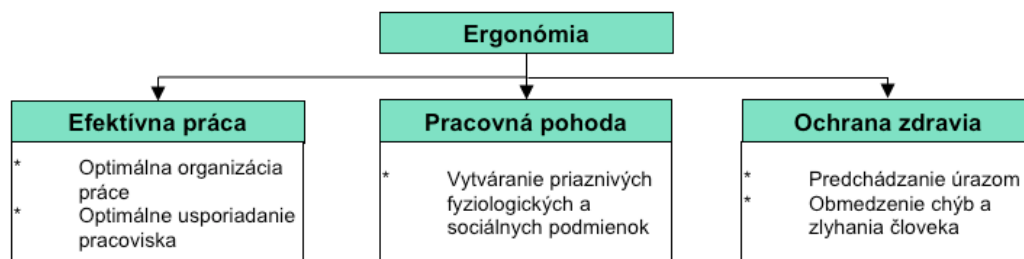 Ergonómia
Efektívna práca
* Optimálna organizácia
práce
* Optimálne usporiadanie
pracoviska
Pracovná pohoda
* Vytváranie priaznivých
fyziologických a
sociálnych podmienok
Ochrana zdravia
* Predchádzanie úrazom
* Obmedzenie chýb a
zlyhania človeka